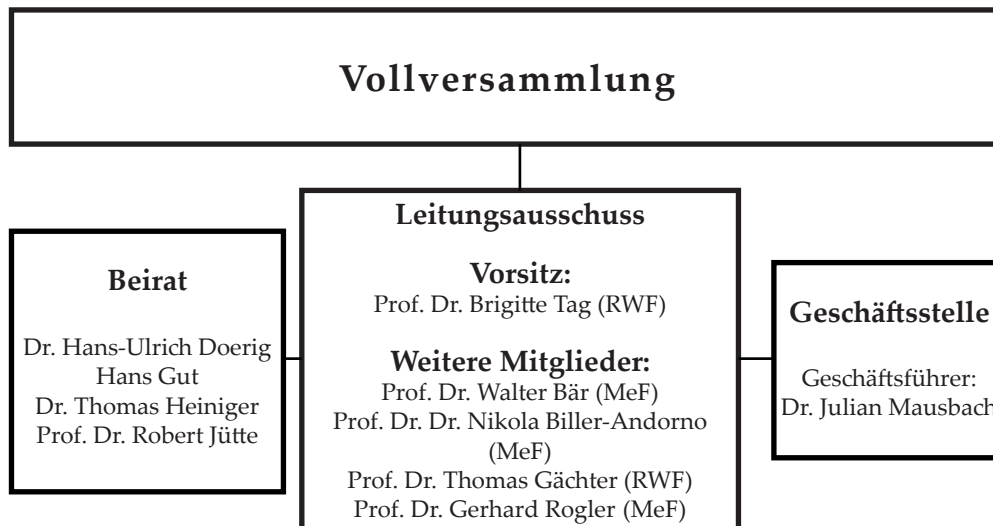 Vollversammlung
Leitungsausschuss
Vorsitz:
Prof. Dr. Brigitte Tag (RWF)
Weitere Mitglieder:
Prof. Dr. Walter Bär (MeF)
Prof. Dr. Dr. Nikola Biller-Andorno
(MeF)
Prof. Dr. Thomas Gächter (RWF)
Prof. Dr. Gerhard Rogler (MeF)
Beirat
Dr. Hans-Ulrich Doerig
Hans Gut
Dr. Thomas Heiniger
Prof. Dr. Robert Jütte
Geschäftsstelle
Geschäftsführer:
Dr. Julian Mausbach